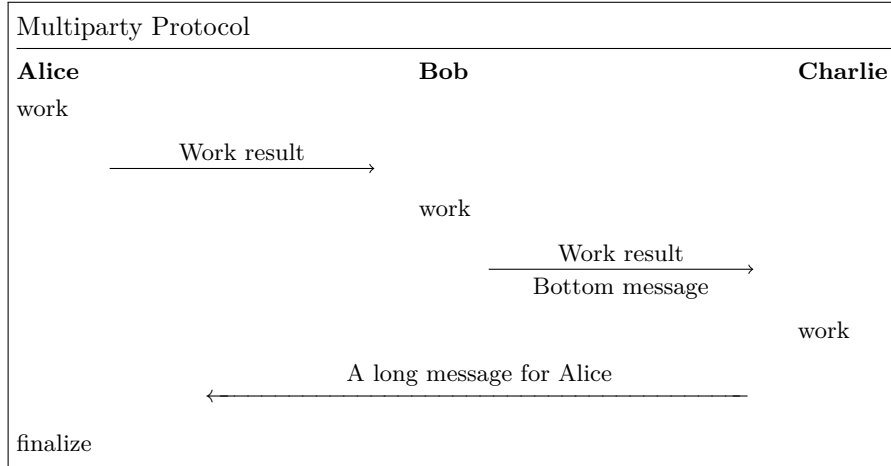 Multiparty Protocol
Alice Bob Charlie
work
Work result
work
Work result
Bottom message
work
A long message for Alice
finalize